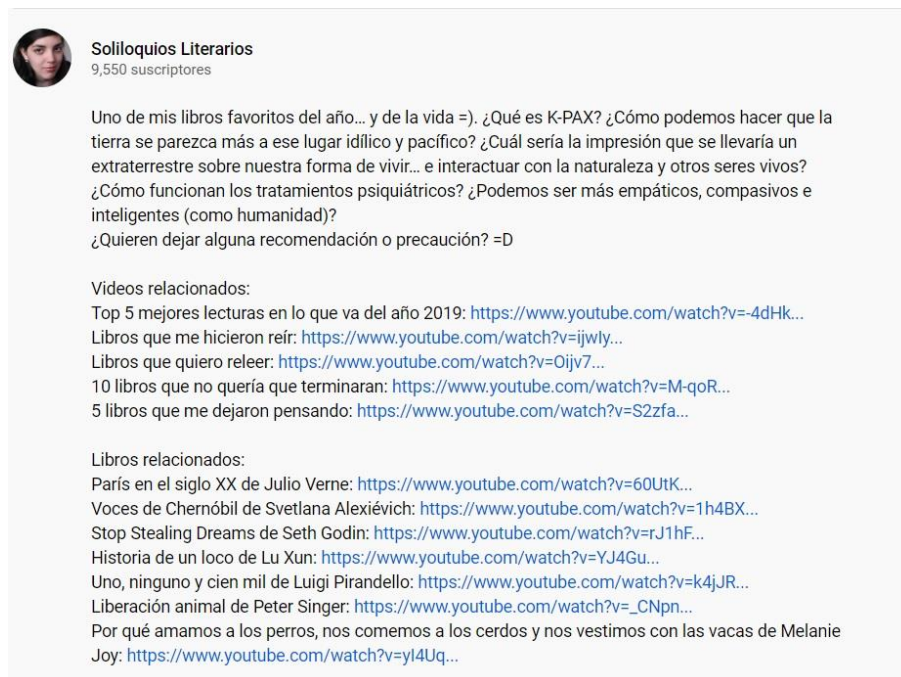 Soliloquios Literarios
9,550 suscriptores
Uno de mis libros favoritos del año... y de la vida =). ¿Qué es K-PAX? ¿Cómo podemos hacer que la
tierra se parezca más a ese lugar idílico y pacífico? ¿Cuál sería la impresión que se llevaría un
extraterrestre sobre nuestra forma de vivir... e interactuar con la naturaleza y otros seres vivos?
¿Cómo funcionan los tratamientos psiquiátricos? ¿Podemos ser más empáticos, compasivos e
inteligentes (como humanidad)?
¿Quieren dejar alguna recomendación o precaución? =D
Videos relacionados:
Top 5 mejores lecturas en lo que va del año 2019: https://www.youtube.com/watch?v=-4dHk...
Libros que me hicieron reír: https://www.youtube.com/watch?v=ijwIy...
Libros que quiero releer: https://www.youtube.com/watch?v=Oijv7...
10 libros que no quería que terminaran: https://www.youtube.com/watch?v=M-qoR...
5 libros que me dejaron pensando: https://www.youtube.com/watch?v=S2zfa...
Libros relacionados:
París en el siglo XX de Julio Verne: https://www.youtube.com/watch?v=60UtK...
Voces de Chernóbil de Svetlana Alexiévich: https://www.youtube.com/watch?v=1h4BX...
Stop Stealing Dreams de Seth Godin: https://www.youtube.com/watch?v=rJ1hF...
Historia de un loco de Lu Xun: https://www.youtube.com/watch?v=YJ4Gu...
Uno, ninguno y cien mil de Luigi Pirandello: https://www.youtube.com/watch?v=k4jJR...
Liberación animal de Peter Singer: https://www.youtube.com/watch?v=_CNpn...
Por qué amamos a los perros, nos comemos a los cerdos y nos vestimos con las vacas de Melanie
Joy: https://www.youtube.com/watch?v=yI4Uq...